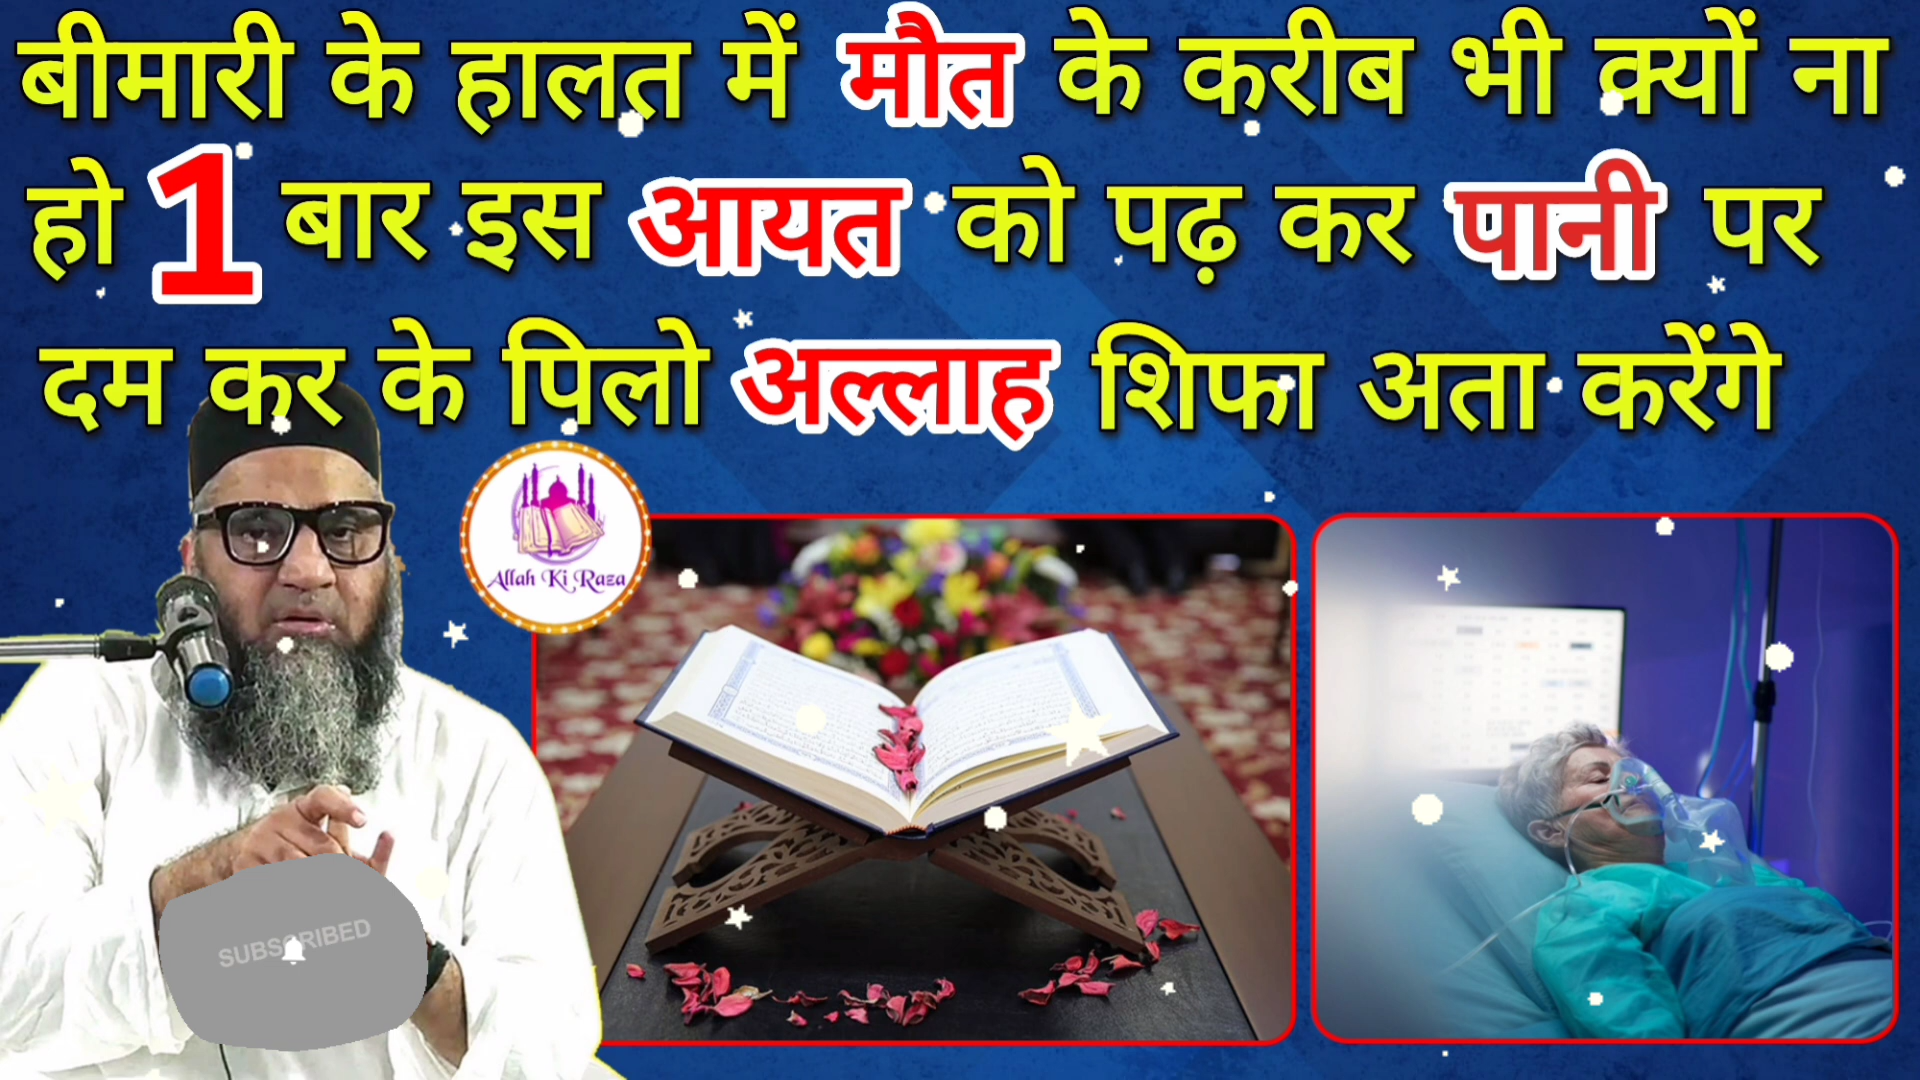 बीमारी के हालत में मौत के करीब भी क्यों ना
हो 1 बार इस आयत को पढ़ कर पानी पर
दम कर के पिलो अल्लाह शिफा अता करेंगे
Allah Ki Raza
SUBSCRIBED